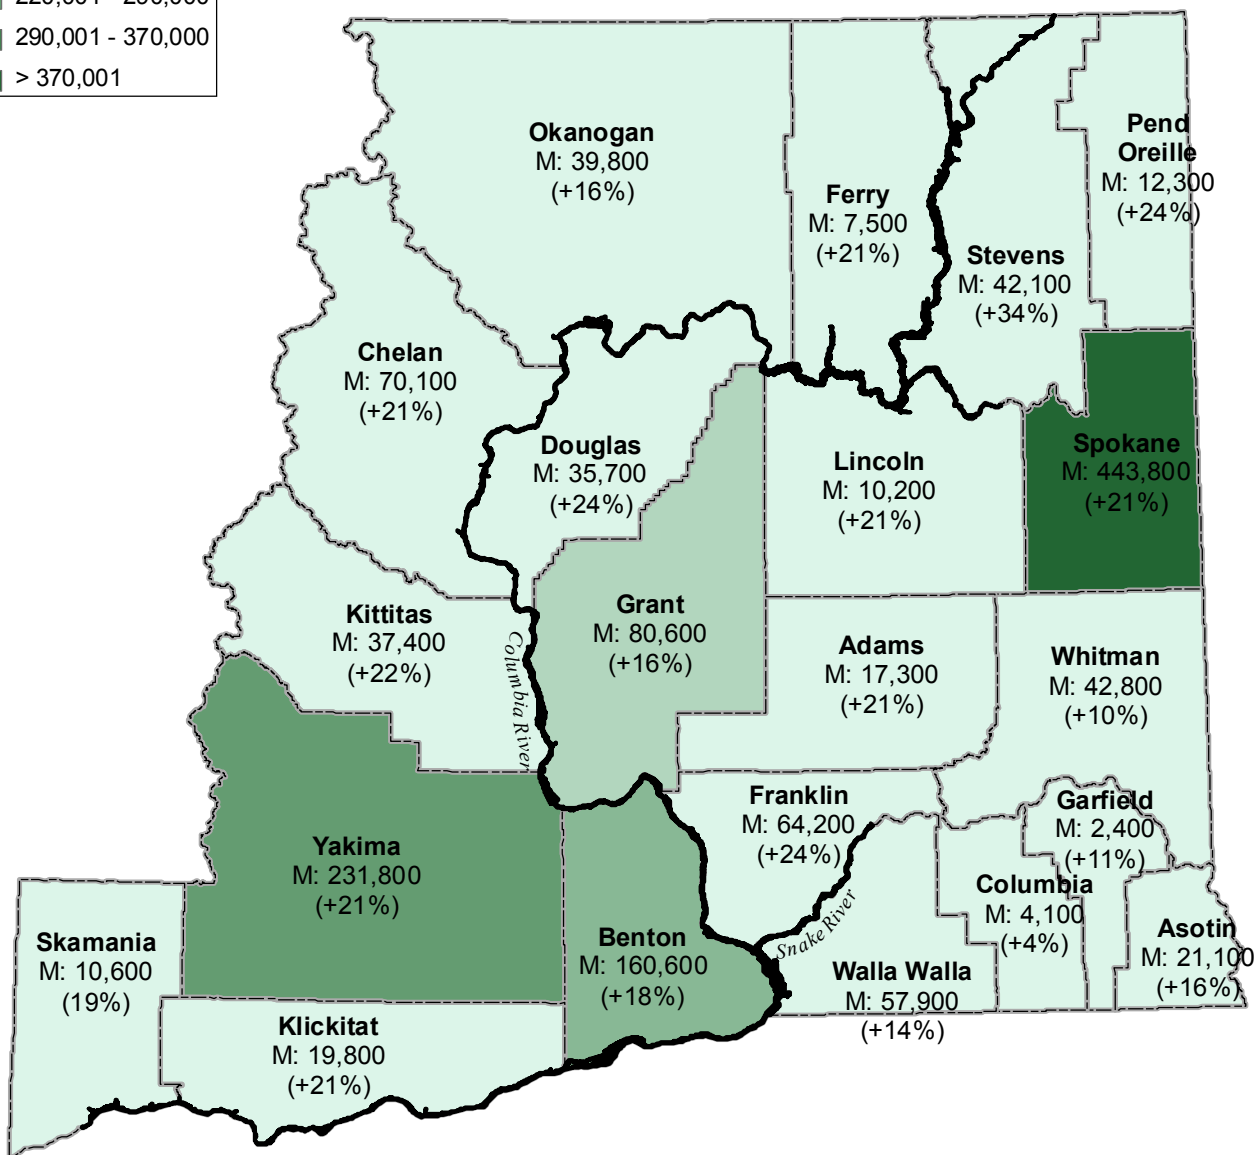 290,001 - 370,000
> 370,001
Okanogan
M: 39,800
(+16%)
Pend
Oreille
M: 12,300
(+24%)
Ferry
M: 7,500
(+21%)
Stevens
M: 42,100
(+34%)
Chelan
M: 70,100
(+21%)
Douglas
M: 35,700
(+24%)
Lincoln
M: 10,200
(+21%)
Spokane
M: 443,800
(+21%)
Kittitas
M: 37,400
(+22%)
Columbia River
Grant
M: 80,600
(+16%)
Adams
M: 17,300
(+21%)
Whitman
M: 42,800
(+10%)
Yakima
M: 231,800
(+21%)
Franklin
M: 64,200
(+24%)
Garfield
M: 2,400
(+11%)
Columbia
M: 4,100
(+4%)
Skamania
M: 10,600
(19%)
Benton
M: 160,600
(+18%)
Snake River
Walla Walla
M: 57,900
(+14%)
Asotin
M: 21,100
(+16%)
Klickitat
M: 19,800
(+21%)